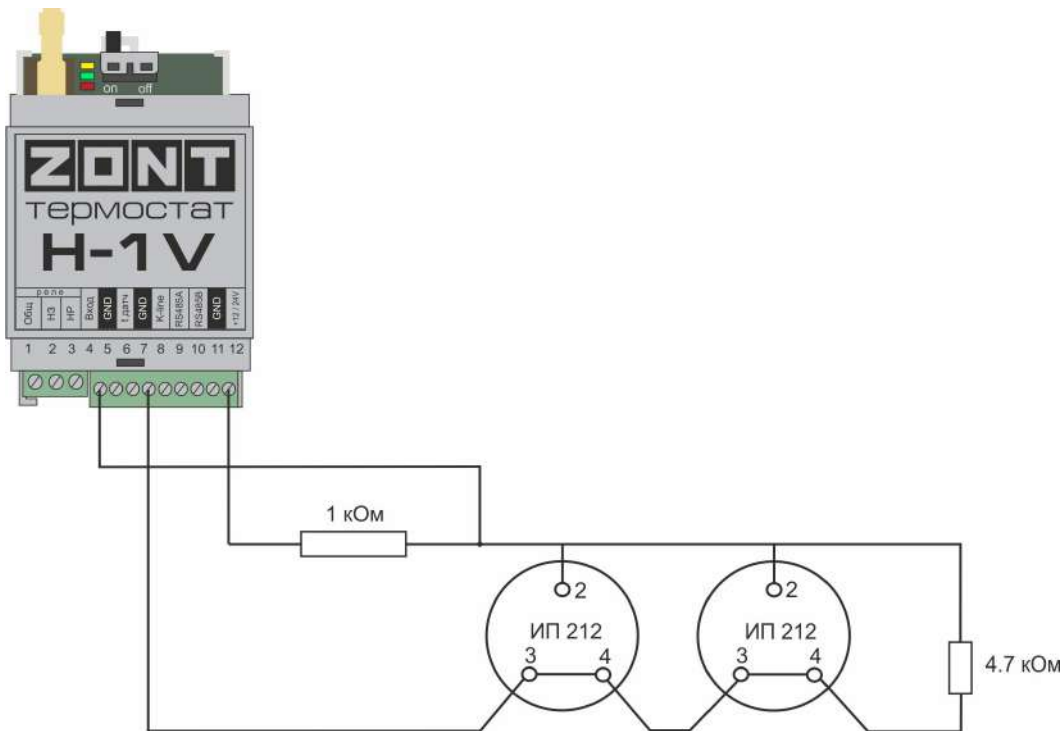 on off
ZONT
термостат
H-1V
реле
Общ НЗ НР Вход GND t датч GND K-line RS485A RS485B GND +12 / 24V
1 2 3 4 5 6 7 8 9 10 11 12
1 кОм
2 2
ИП 212 ИП 212
3 4 3 4
4.7 кОм